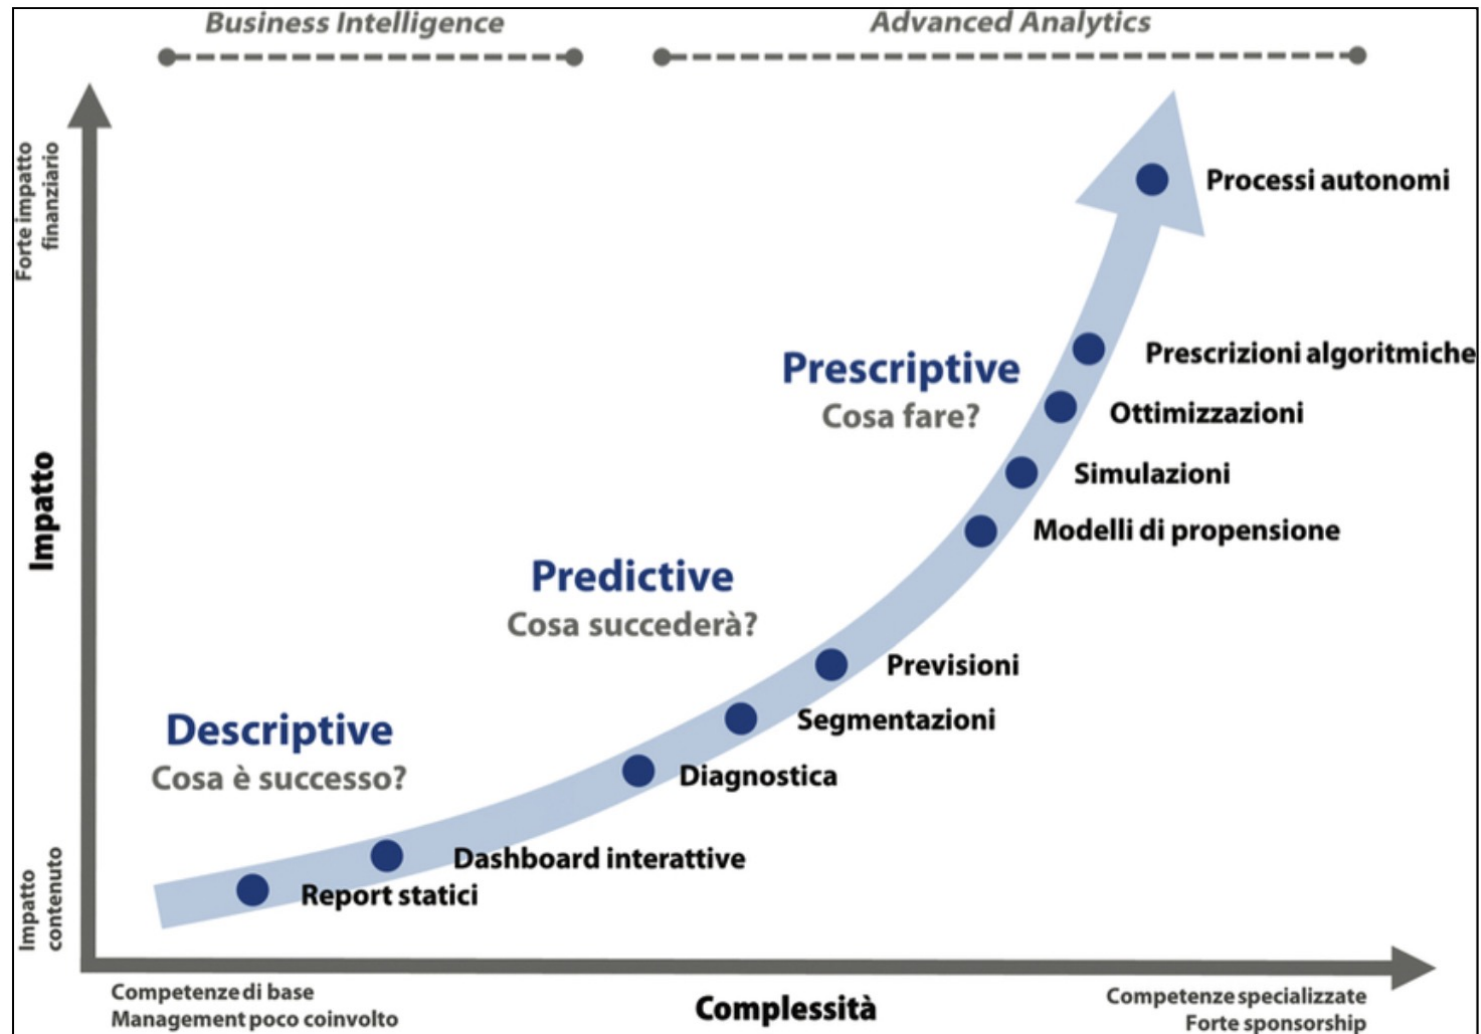 Business Intelligence
Advanced Analytics
Forte impatto
finanziario
Processi autonomi
Prescriptive
Cosa fare?
Prescrizioni algoritmiche
Ottimizzazioni
Simulazioni
Modelli di propensione
Impatto
Predictive
Cosa succederà?
Previsioni
Segmentazioni
Diagnostica
Descriptive
Cosa è successo?
Dashboard interattive
Report statici
Impatto
contenuto
Competenze di base
Management poco coinvolto
Complessità
Competenze specializzate
Forte sponsorship